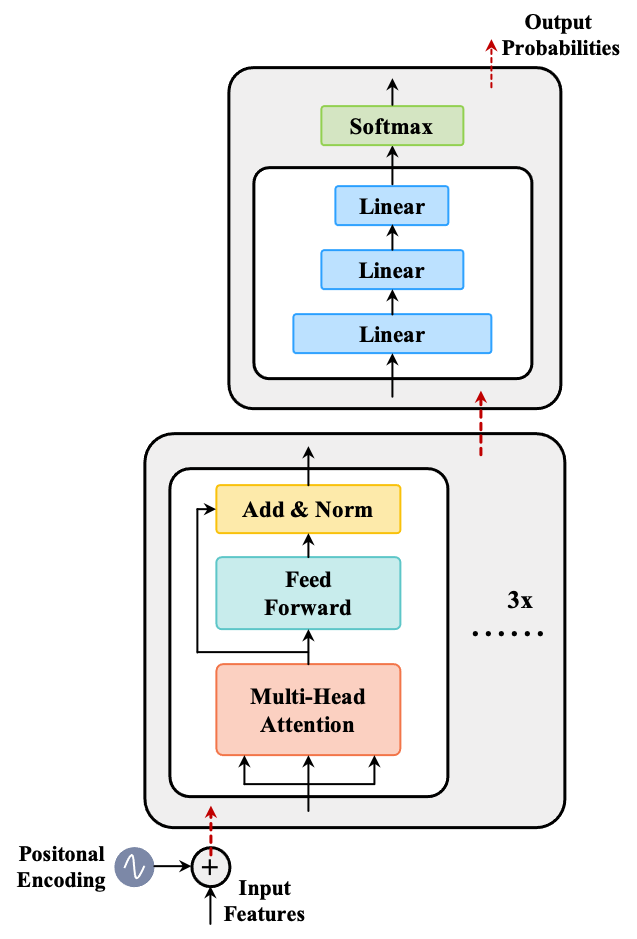 Output
Probabilities
Softmax
Linear
Linear
Linear
Add & Norm
Feed
Forward
3x
......
Multi-Head
Attention
Positonal
Encoding
+
Input
Features